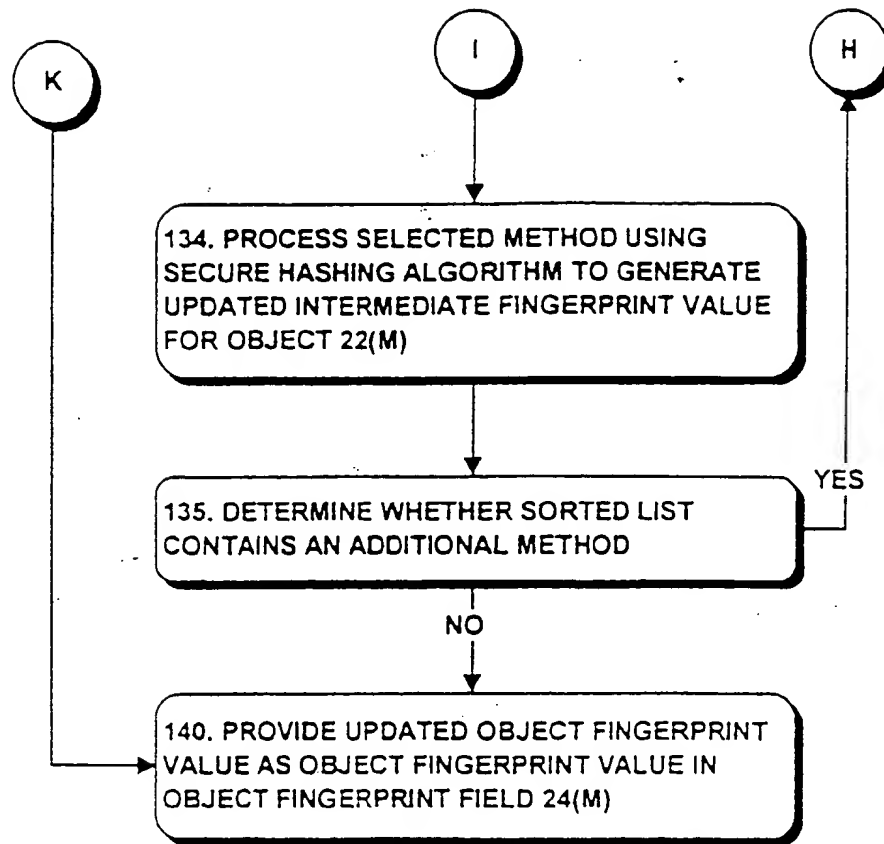 K
I
H
134. PROCESS SELECTED METHOD USING
SECURE HASHING ALGORITHM TO GENERATE
UPDATED INTERMEDIATE FINGERPRINT VALUE
FOR OBJECT 22(M)
YES
135. DETERMINE WHETHER SORTED LIST
CONTAINS AN ADDITIONAL METHOD
NO
140. PROVIDE UPDATED OBJECT FINGERPRINT
VALUE AS OBJECT FINGERPRINT VALUE IN
OBJECT FINGERPRINT FIELD 24(M)